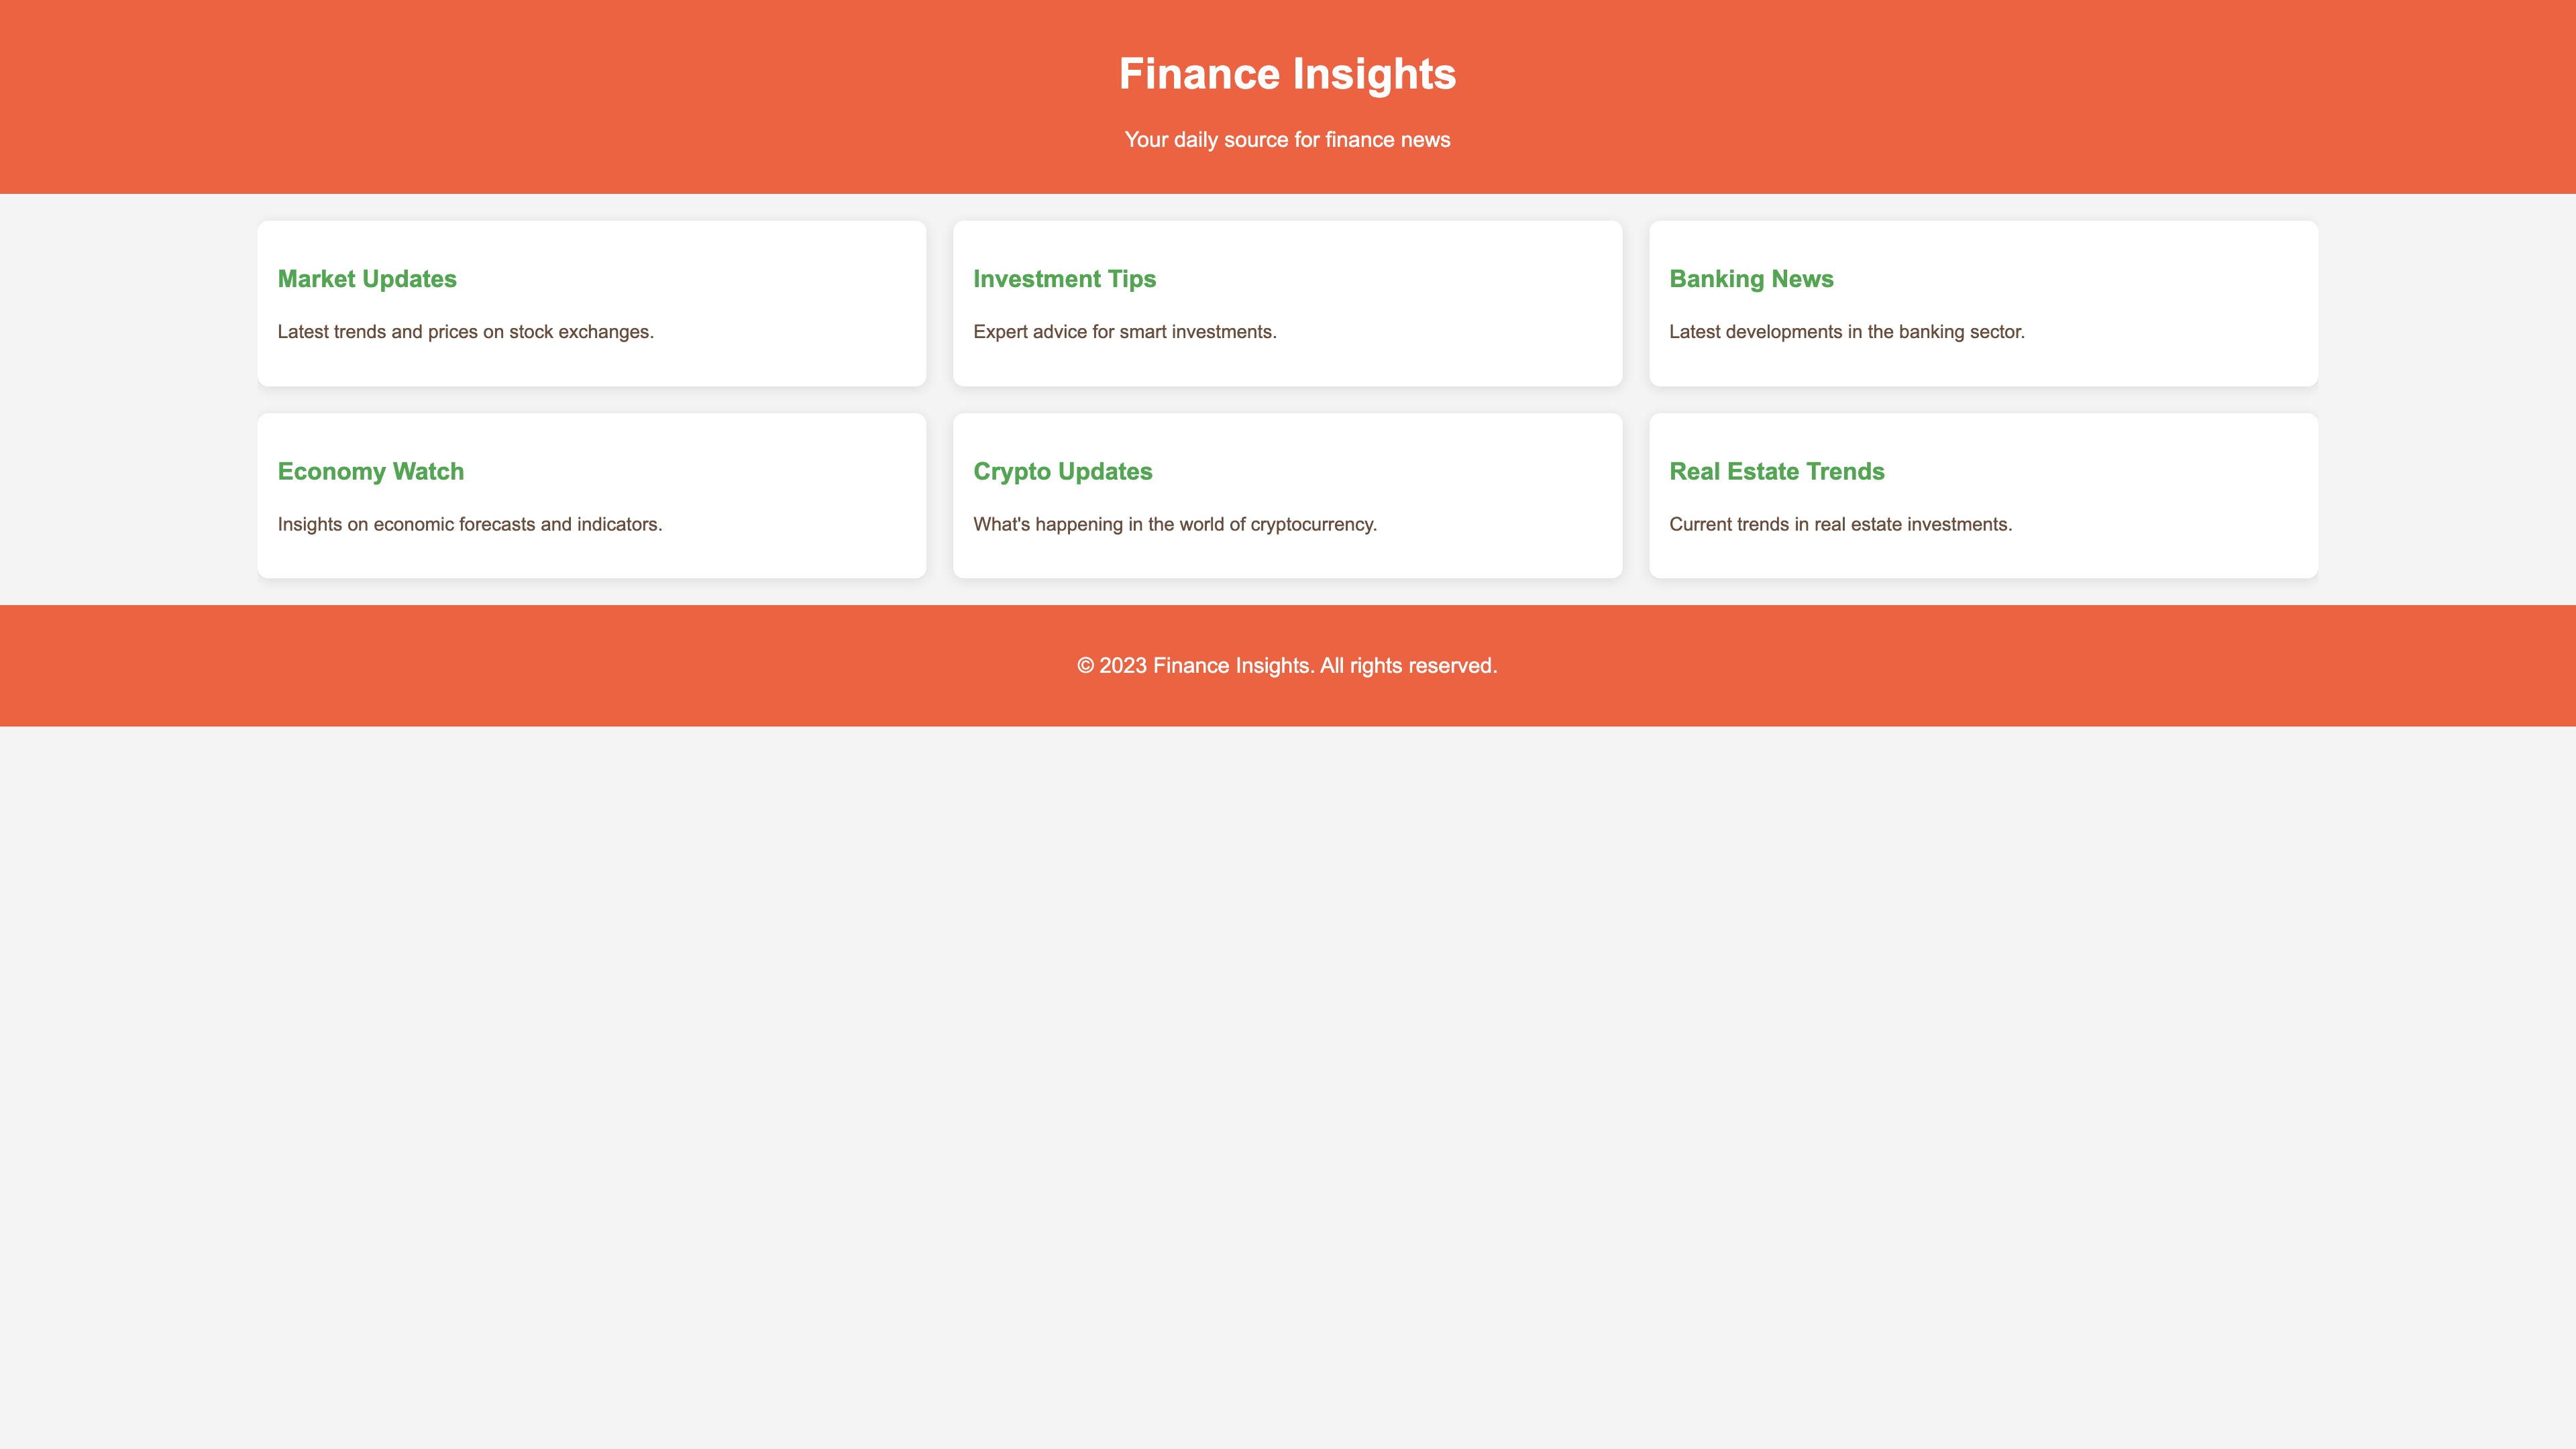 Finance Insights
Your daily source for finance news
Market Updates
Latest trends and prices on stock exchanges.
Investment Tips
Expert advice for smart investments.
Banking News
Latest developments in the banking sector.
Economy Watch
Insights on economic forecasts and indicators.
Crypto Updates
What's happening in the world of cryptocurrency.
Real Estate Trends
Current trends in real estate investments.
© 2023 Finance Insights. All rights reserved.